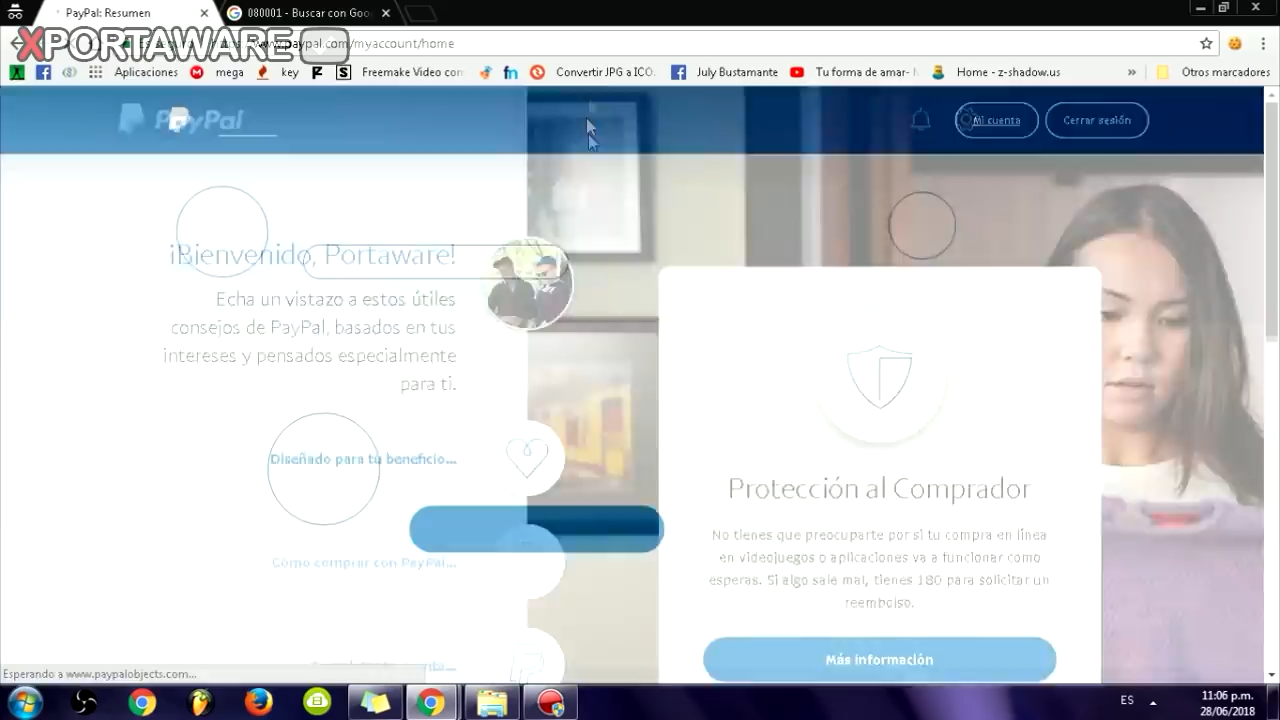 PayPal: Resumen
080001 - Buscar con Goog
XPORTAWARE
www.paypal.com/myaccount/home
Aplicaciones
mega
key
Freemake Video con
Convertir JPG a ICO.
July Bustamante
Tu forma de amar- M
Home - z-shadow.us
»
Otros marcadores
PayPal
Mi cuenta
Cerrar sesión
¡Bienvenido, Portaware!
Echa un vistazo a estos útiles
consejos de PayPal, basados en tus
intereses y pensados especialmente
para ti.
Diseñado para tu beneficio...
Cómo comprar con PayPal...
Protección al Comprador
No tienes que preocuparte por si tu compra en línea
en videojuegos o aplicaciones va a funcionar como
esperas. Si algo sale mal, tienes 180 para solicitar un
reembolso.
Más información
Esperando a www.paypalobjects.com...
ES
11:06 p.m.
28/06/2018